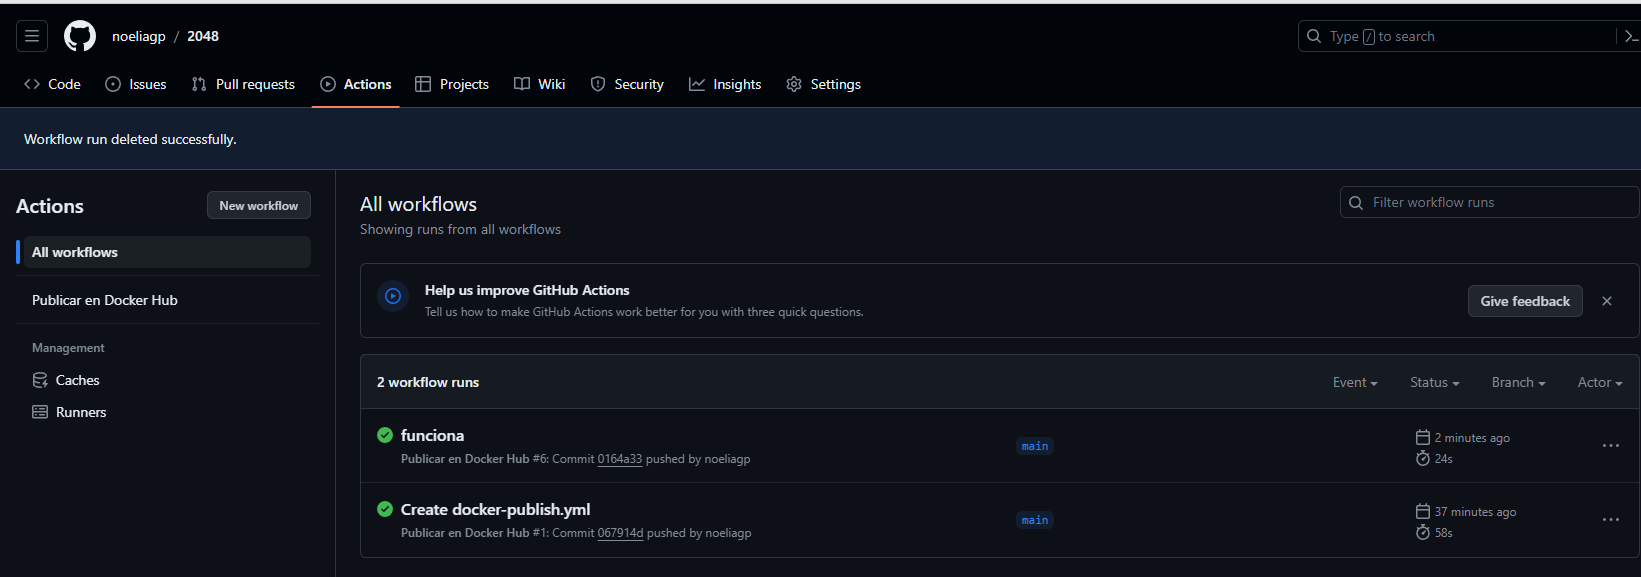 noeliagp / 2048
Type / to search
Code Issues Pull requests Actions Projects Wiki Security Insights Settings
Workflow run deleted successfully.
Actions
New workflow
All workflows
Publicar en Docker Hub
Management
Caches
Runners
All workflows
Showing runs from all workflows
Filter workflow runs
Help us improve GitHub Actions
Tell us how to make GitHub Actions work better for you with three quick questions.
Give feedback
2 workflow runs
Event Status Branch Actor
funciona
Publicar en Docker Hub #6: Commit 0164a33 pushed by noeliagp
main
2 minutes ago
24s
Create docker-publish.yml
Publicar en Docker Hub #1: Commit 067914d pushed by noeliagp
main
37 minutes ago
58s